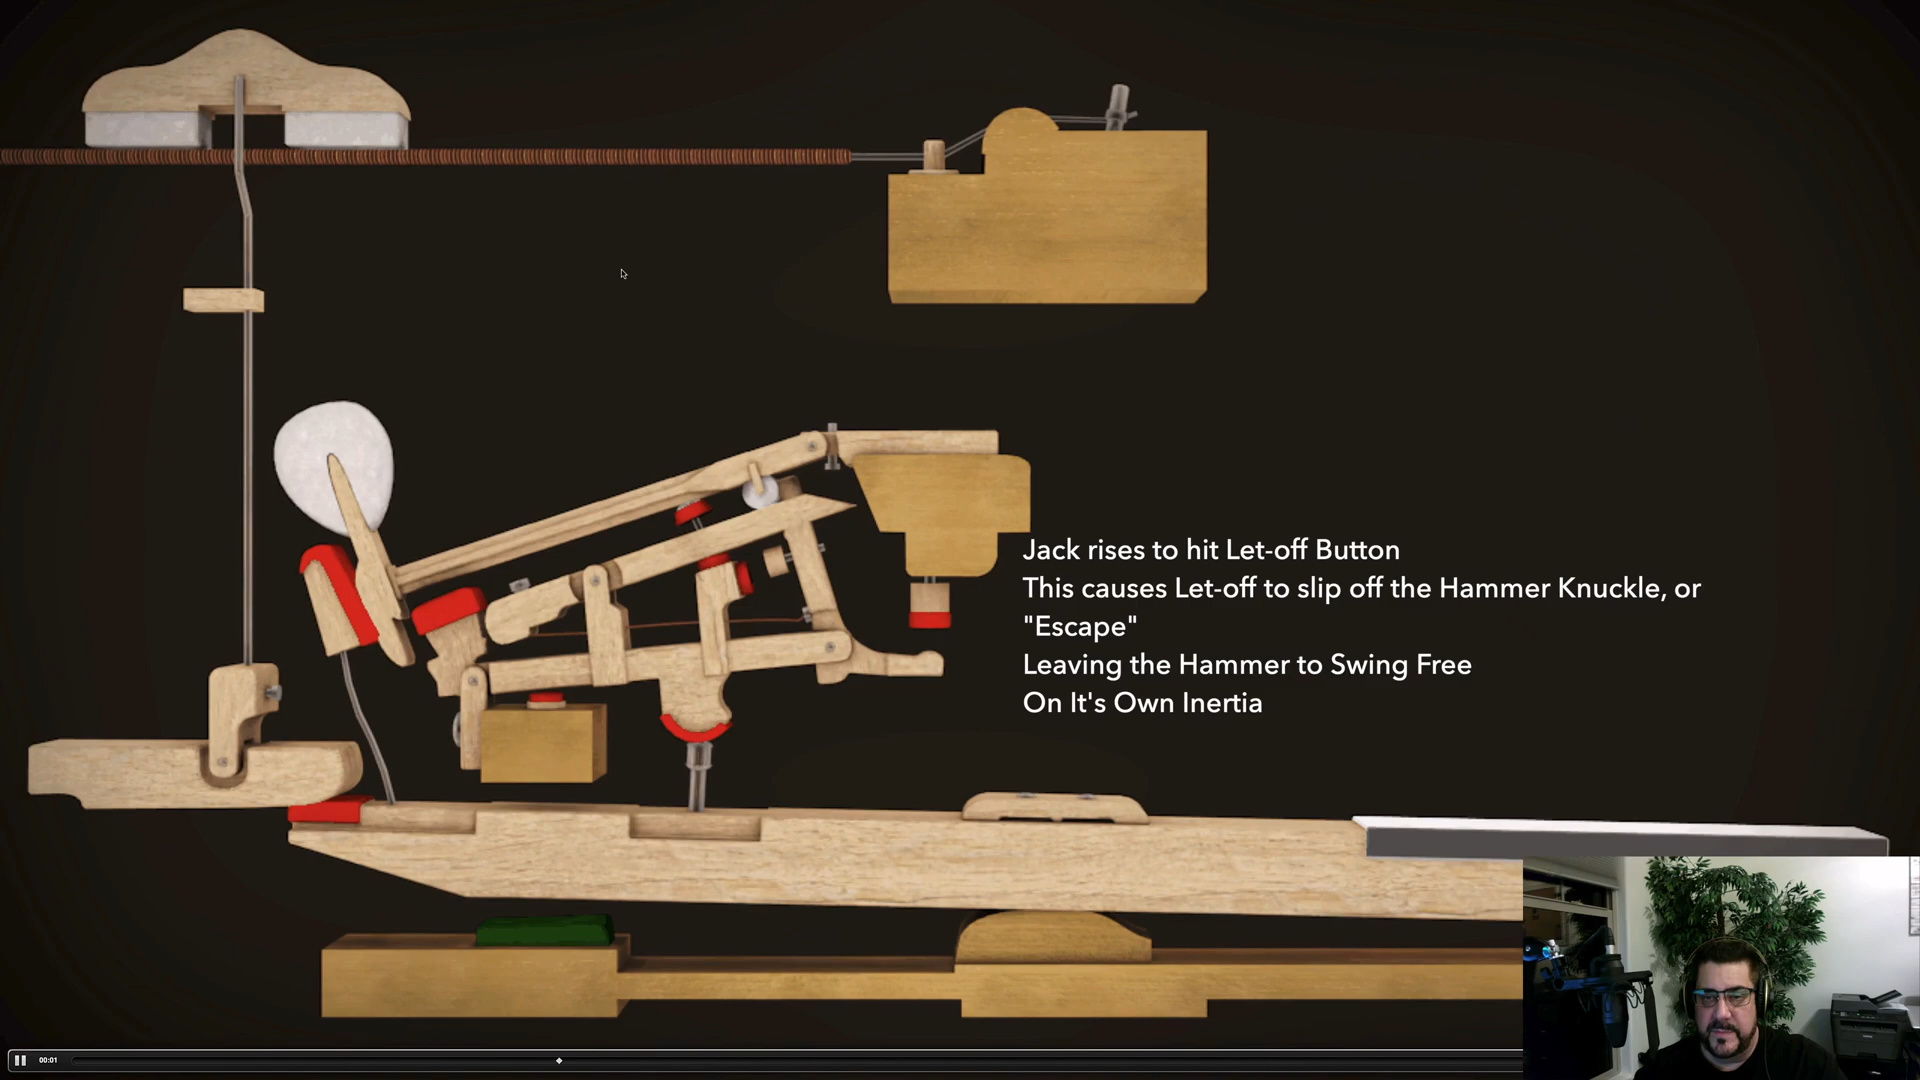 Jack rises to hit Let-off Button
This causes Let-off to slip off the Hammer Knuckle, or
"Escape"
Leaving the Hammer to Swing Free
On It's Own Inertia
00:01